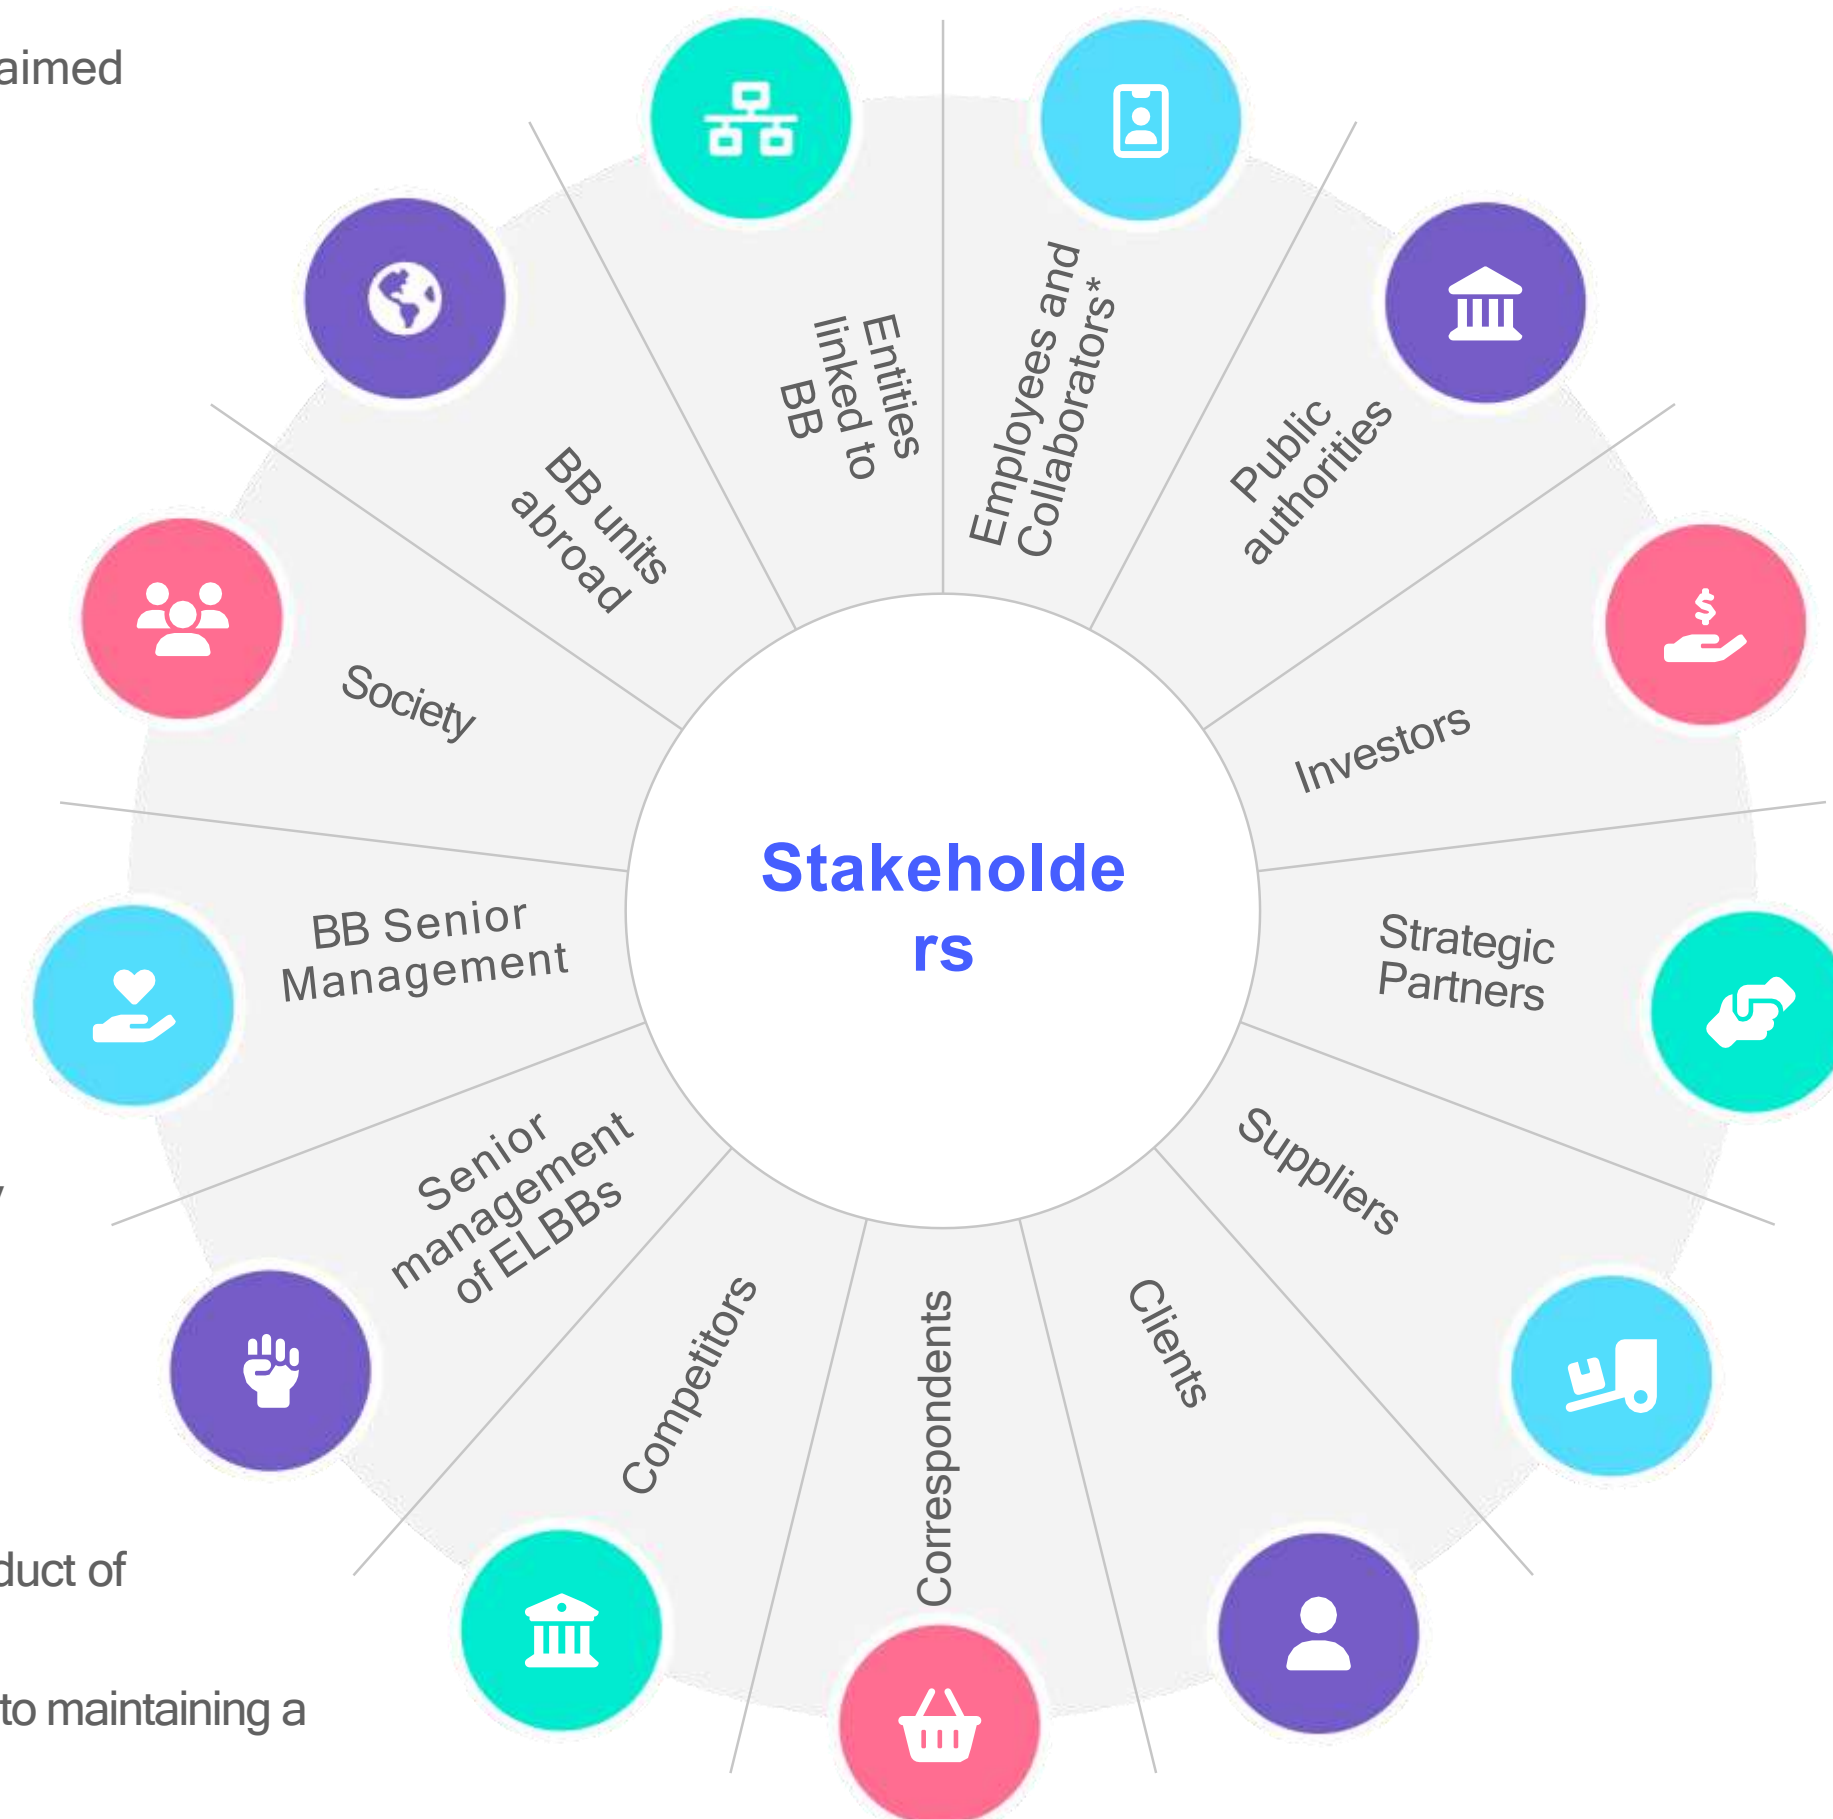 aimed
Entities
linked to
BB
Employees and
Collaborators*
Public
authorities
Investors
Strategic
Partners
Suppliers
Clients
Correspondents
Competitors
Senior
management
of ELBBs
BB Senior
Management
Society
BB units
abroad
Stakeholde
rs
duct of
to maintaining a